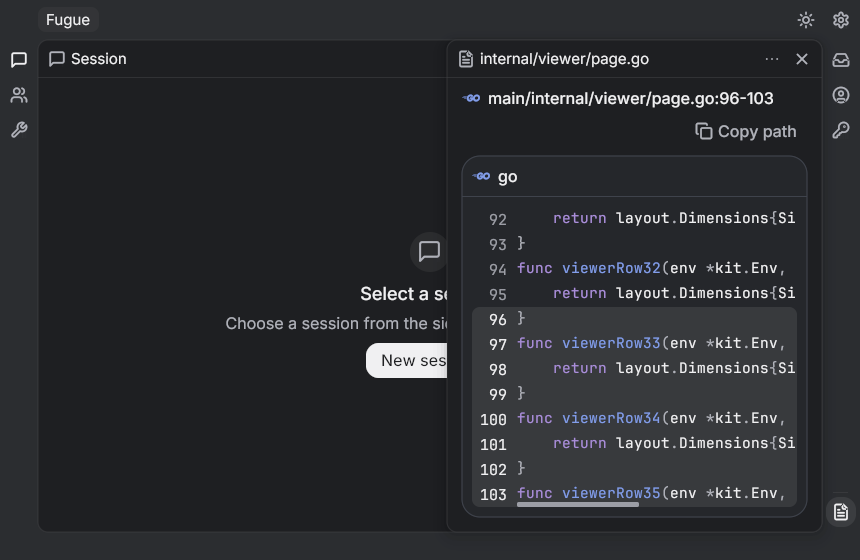 Fugue
Session
internal/viewer/page.go
main/internal/viewer/page.go:96-103
Copy path
go
92 return layout.Dimensions{Si
93 }
94 func viewerRow32(env *kit.Env,
95 return layout.Dimensions{Si
96 }
97 func viewerRow33(env *kit.Env,
98 return layout.Dimensions{Si
99 }
100 func viewerRow34(env *kit.Env,
101 return layout.Dimensions{Si
102 }
103 func viewerRow35(env *kit.Env,
Select a se
Choose a session from the sid
New ses